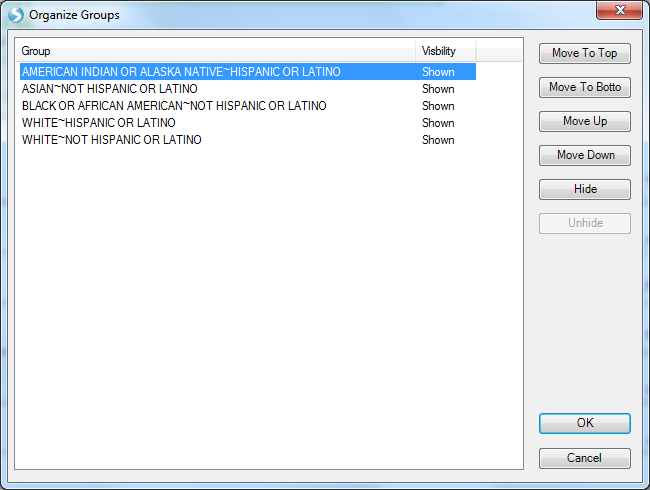 Organize Groups
Group Visbility
AMERICAN INDIAN OR ALASKA NATIVE~HISPANIC OR LATINO Shown
ASIAN~NOT HISPANIC OR LATINO Shown
BLACK OR AFRICAN AMERICAN~NOT HISPANIC OR LATINO Shown
WHITE~HISPANIC OR LATINO Shown
WHITE~NOT HISPANIC OR LATINO Shown
Move To Top
Move To Botto
Move Up
Move Down
Hide
Unhide
OK
Cancel